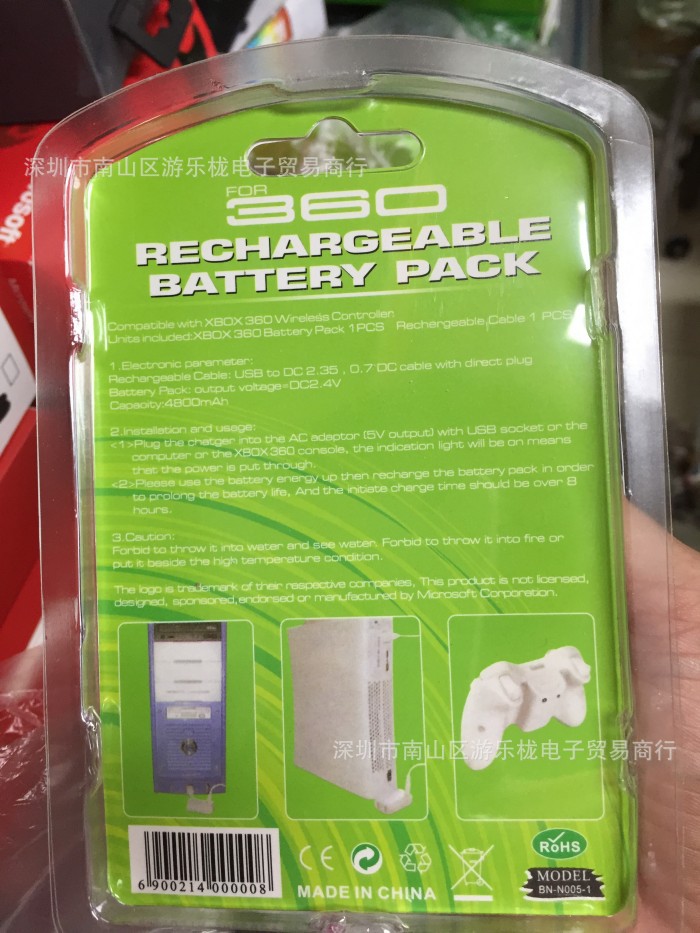 深圳市南山区游乐栊电子贸易商行
FOR
360
RECHARGEABLE
BATTERY PACK
Compatible with XBOX 360 Wireless Controller
Units included:XBOX 360 Battery Pack 1PCS Rechargeable Cable 1 PCS
1.Electronic paremeter:
Rechargeable Cable: USB to DC 2.35 , 0.7 DC cable with direct plug
Battery Pack: output voltage=DC2.4V
Capacity:4800mAh
2.Installation and usage:
<1>Plug the charger into the AC adaptor (5V output) with USB socket or the
computer or the XBOX 360 console, the indication light will be on means
that the power is put through.
<2>Please use the battery energy up then recharge the battery pack in order
to prolong the battery life, And the initiate charge time should be over 8
hours.
3.Caution:
Forbid to throw it into water and see water. Forbid to throw it into fire or
put it beside the high temperature condition.
The logo is trademark of their respective companies, This product is not licensed,
designed, sponsored,endorsed or manufactured by Microsoft Corporation.
深圳市南山区游乐栊电子贸易商行
6 900214 000008
CE
MADE IN CHINA
RoHS
MODEL
BN-N005-1